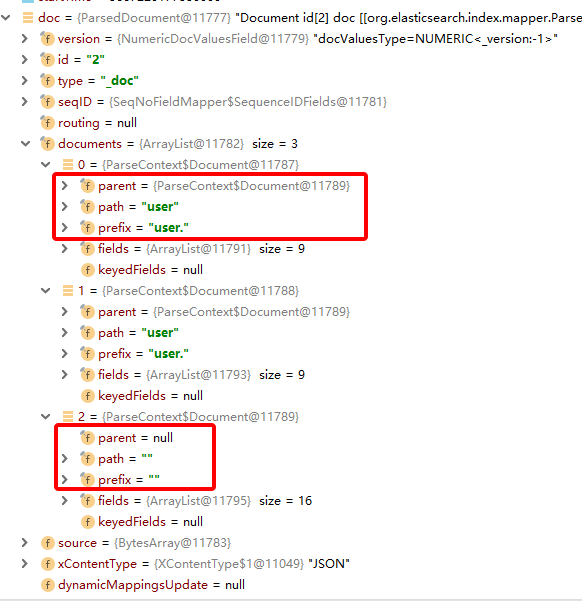 doc = {ParsedDocument@11777} "Document id[2] doc [[org.elasticsearch.index.mapper.Parse
version = {NumericDocValuesField@11779} "docValuesType=NUMERIC<_version:-1>"
id = "2"
type = "_doc"
seqID = {SeqNoFieldMapper$SequenceIDFields@11781}
routing = null
documents = {ArrayList@11782} size = 3
0 = {ParseContext$Document@11787}
parent = {ParseContext$Document@11789}
path = "user"
prefix = "user."
fields = {ArrayList@11791} size = 9
keyedFields = null
1 = {ParseContext$Document@11788}
parent = {ParseContext$Document@11789}
path = "user"
prefix = "user."
fields = {ArrayList@11793} size = 9
keyedFields = null
2 = {ParseContext$Document@11789}
parent = null
path = ""
prefix = ""
fields = {ArrayList@11795} size = 16
keyedFields = null
source = {BytesArray@11783}
xContentType = {XContentType$1@11049} "JSON"
dynamicMappingsUpdate = null